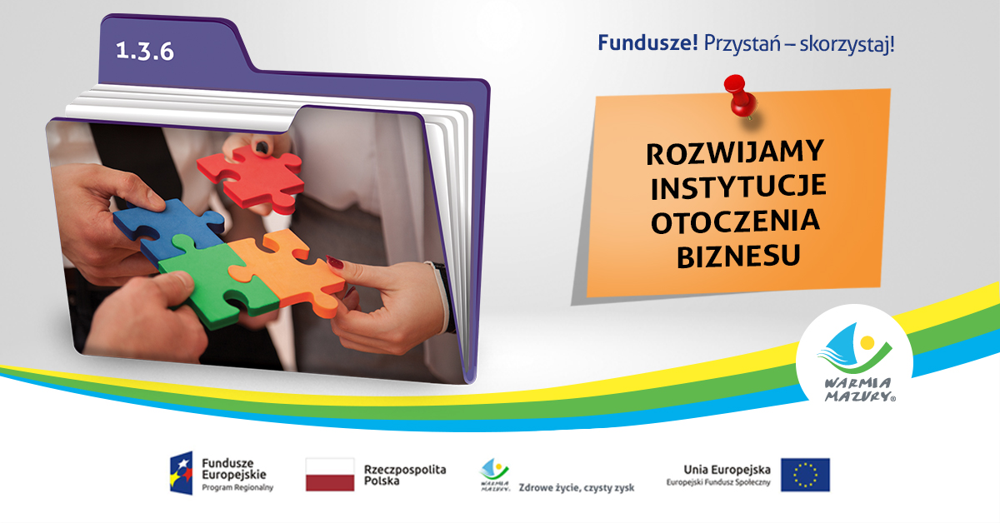 1.3.6
Fundusze! Przystań – skorzystaj!
ROZWIJAMY
INSTYTUCJE
OTOCZENIA
BIZNESU
WARMIA
MAZURY®
Fundusze
Europejskie
Program Regionalny
Rzeczpospolita
Polska
WARMIA
MAZURY®
Zdrowe życie, czysty zysk
Unia Europejska
Europejski Fundusz Społeczny